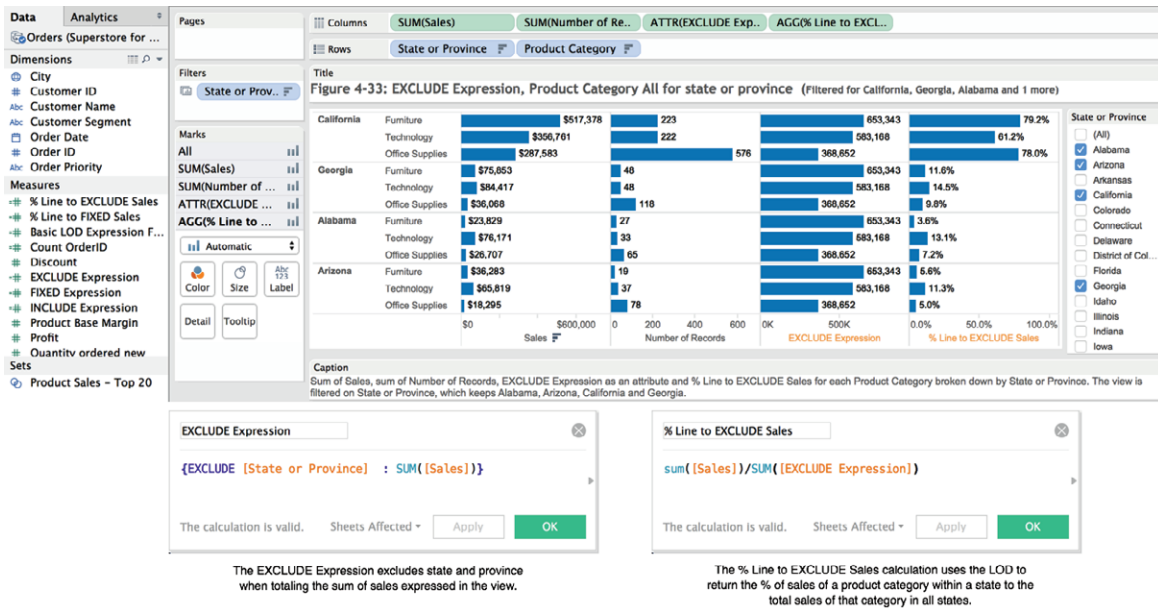 Data
Analytics
Orders (Superstore for ...
Dimensions
City
# Customer ID
Abc Customer Name
Abc Customer Segment
Order Date
# Order ID
Abc Order Priority
Measures
=# % Line to EXCLUDE Sales
=# % Line to FIXED Sales
=# Basic LOD Expression F...
=# Count OrderID
# Discount
=# EXCLUDE Expression
=# FIXED Expression
=# INCLUDE Expression
# Product Base Margin
# Profit
# Quantity ordered new
Sets
Product Sales - Top 20
Pages
Filters
State or Prov..
Marks
All
SUM(Sales)
SUM(Number of ...
ATTR(EXCLUDE ...
AGG(% Line to ...
Automatic
Color
Size
Abc
123
Label
Detail
Tooltip
Columns
SUM(Sales)
SUM(Number of Re..
ATTR(EXCLUDE Exp..
AGG(% Line to EXCL..
Rows
State or Province
Product Category
Title
Figure 4-33: EXCLUDE Expression, Product Category All for state or province (Filtered for California, Georgia, Alabama and 1 more)
California Furniture $517,378 223 653,343 79.2%
Technology $356,761 222 583,168 61.2%
Office Supplies $287,583 576 368,652 78.0%
Georgia Furniture $75,853 48 653,343 11.6%
Technology $84,417 48 583,168 14.5%
Office Supplies $36,068 118 368,652 9.8%
Alabama Furniture $23,829 27 653,343 3.6%
Technology $76,171 33 583,168 13.1%
Office Supplies $26,707 65 368,652 7.2%
Arizona Furniture $36,283 19 653,343 5.6%
Technology $65,819 37 583,168 11.3%
Office Supplies $18,295 78 368,652 5.0%
$0 $600,000 0 200 400 600 0K 500K 0.0% 50.0% 100.0%
Sales Number of Records EXCLUDE Expression % Line to EXCLUDE Sales
State or Province
(All)
Alabama
Arizona
Arkansas
California
Colorado
Connecticut
Delaware
District of Col...
Florida
Georgia
Idaho
Illinois
Indiana
Iowa
Caption
Sum of Sales, sum of Number of Records, EXCLUDE Expression as an attribute and % Line to EXCLUDE Sales for each Product Category broken down by State or Province. The view is
filtered on State or Province, which keeps Alabama, Arizona, California and Georgia.
EXCLUDE Expression
{EXCLUDE [State or Province] : SUM([Sales])}
The calculation is valid.
Sheets Affected
Apply
OK
The EXCLUDE Expression excludes state and province
when totaling the sum of sales expressed in the view.
% Line to EXCLUDE Sales
sum([Sales])/SUM([EXCLUDE Expression])
The calculation is valid.
Sheets Affected
Apply
OK
The % Line to EXCLUDE Sales calculation uses the LOD to
return the % of sales of a product category within a state to the
total sales of that category in all states.